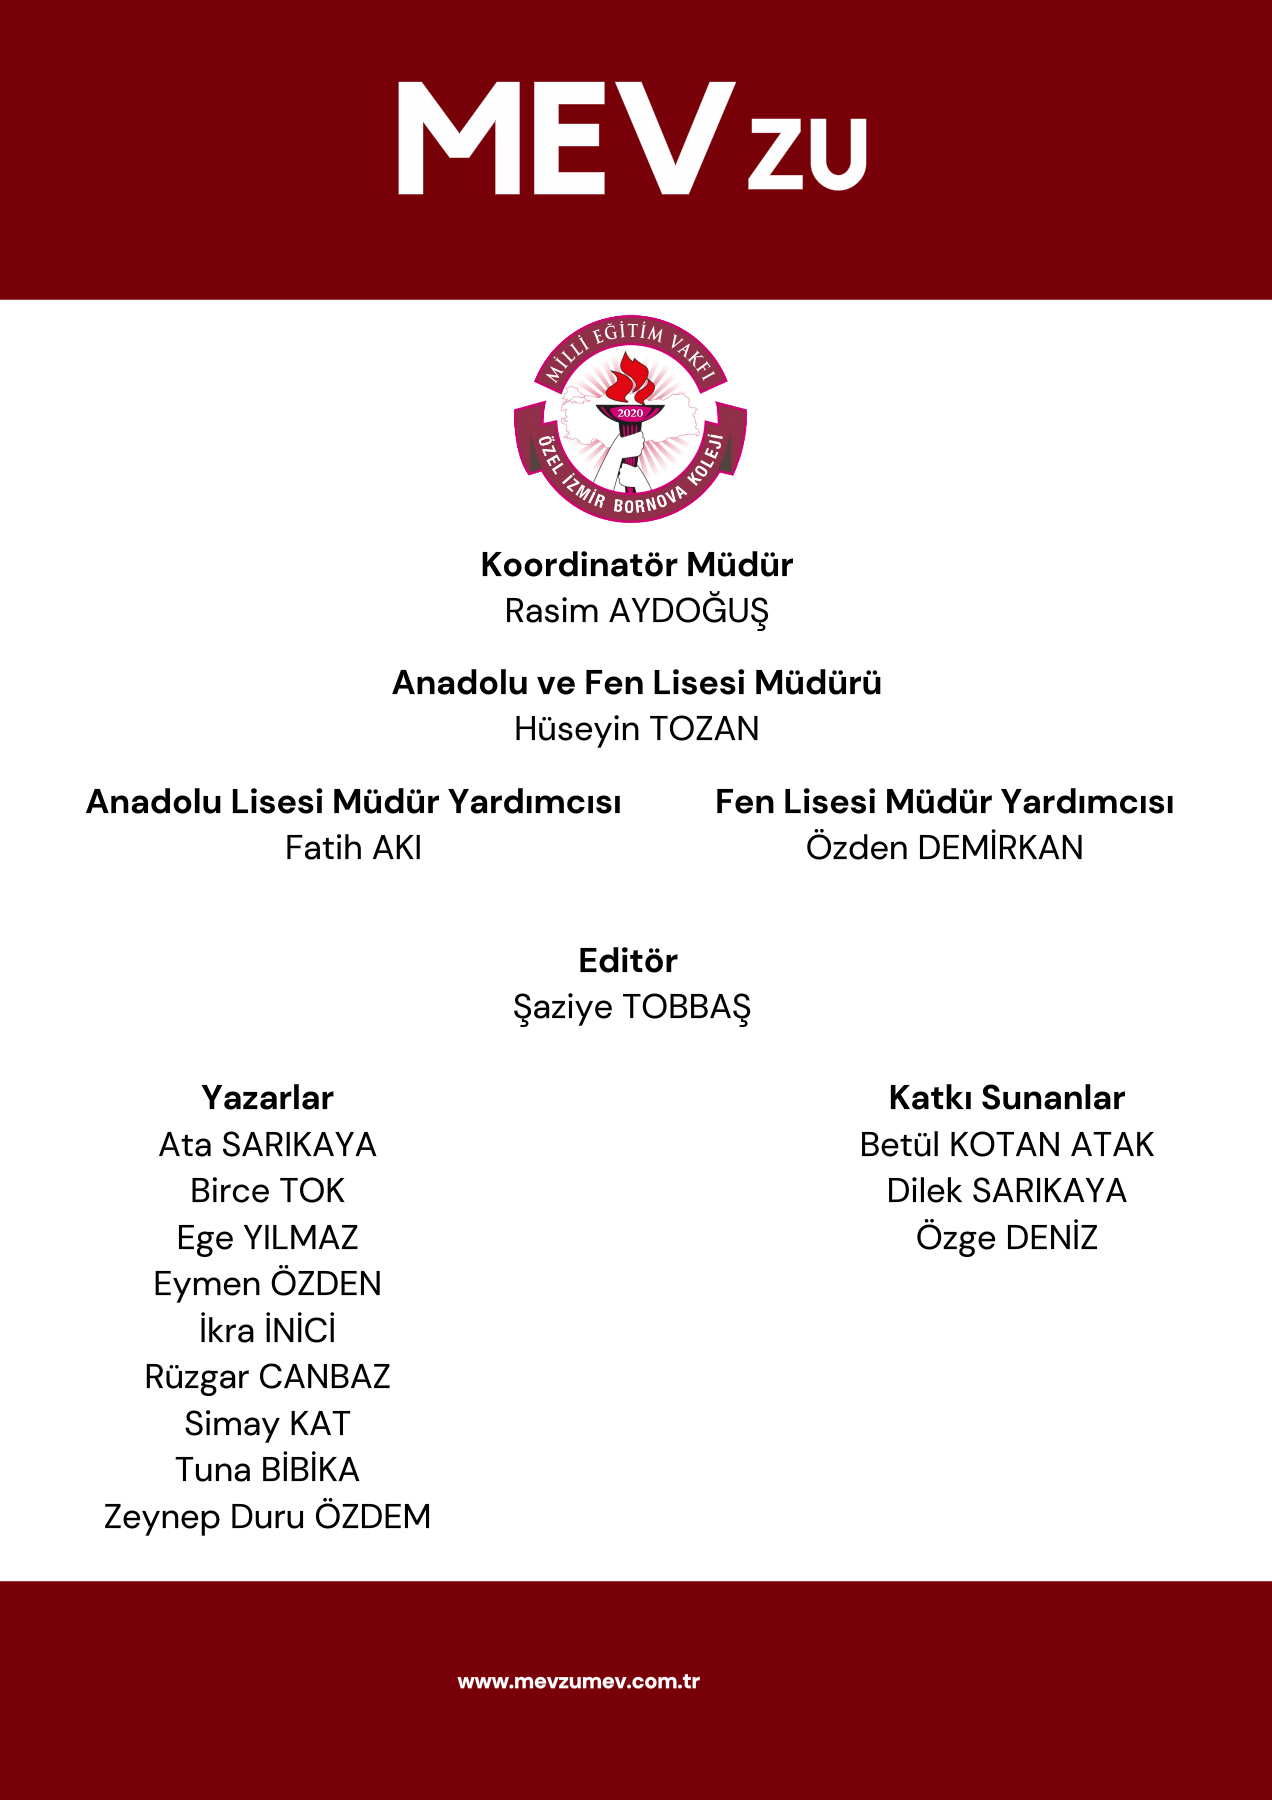 MEVzu
MİLLİ EĞİTİM VAKFI
2020
ÖZEL İZMİR BORNOVA KOLEJİ
Koordinatör Müdür
Rasim AYDOĞUŞ
Anadolu ve Fen Lisesi Müdürü
Hüseyin TOZAN
Anadolu Lisesi Müdür Yardımcısı
Fatih AKI
Fen Lisesi Müdür Yardımcısı
Özden DEMİRKAN
Editör
Şaziye TOBBAŞ
Yazarlar
Ata SARIKAYA
Birce TOK
Ege YILMAZ
Eymen ÖZDEN
İkra İNİCİ
Rüzgar CANBAZ
Simay KAT
Tuna BİBİKA
Zeynep Duru ÖZDEM
Katkı Sunanlar
Betül KOTAN ATAK
Dilek SARIKAYA
Özge DENİZ
www.mevzumev.com.tr